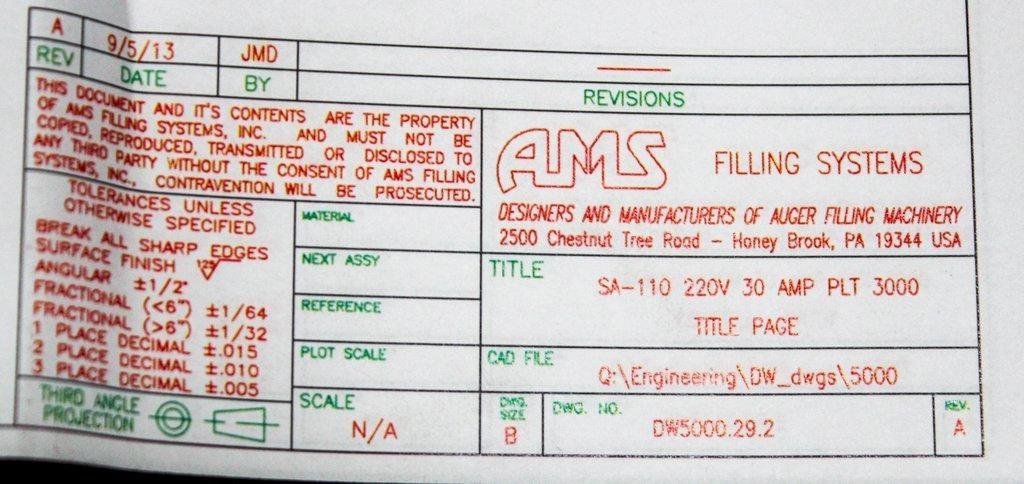 A 9/5/13 JMD
REV DATE BY REVISIONS
THIS DOCUMENT AND IT'S CONTENTS ARE THE PROPERTY
OF AMS FILLING SYSTEMS, INC. AND MUST NOT BE
COPIED, REPRODUCED, TRANSMITTED OR DISCLOSED TO
ANY THIRD PARTY WITHOUT THE CONSENT OF AMS FILLING
SYSTEMS, INC., CONTRAVENTION WILL BE PROSECUTED.
TOLERANCES UNLESS
OTHERWISE SPECIFIED
BREAK ALL SHARP EDGES
SURFACE FINISH 125
ANGULAR ±1/2°
FRACTIONAL (<6") ±1/64
FRACTIONAL (>6") ±1/32
1 PLACE DECIMAL ±.015
2 PLACE DECIMAL ±.010
3 PLACE DECIMAL ±.005
THIRD ANGLE
PROJECTION
MATERIAL
NEXT ASSY
REFERENCE
PLOT SCALE
SCALE
N/A
AMS FILLING SYSTEMS
DESIGNERS AND MANUFACTURERS OF AUGER FILLING MACHINERY
2500 Chestnut Tree Road - Honey Brook, PA 19344 USA
TITLE
SA-110 220V 30 AMP PLT 3000
TITLE PAGE
CAD FILE
Q:\Engineering\DW_dwgs\5000
DWG.
SIZE
B
DWG. NO.
DW5000.29.2
REV.
A